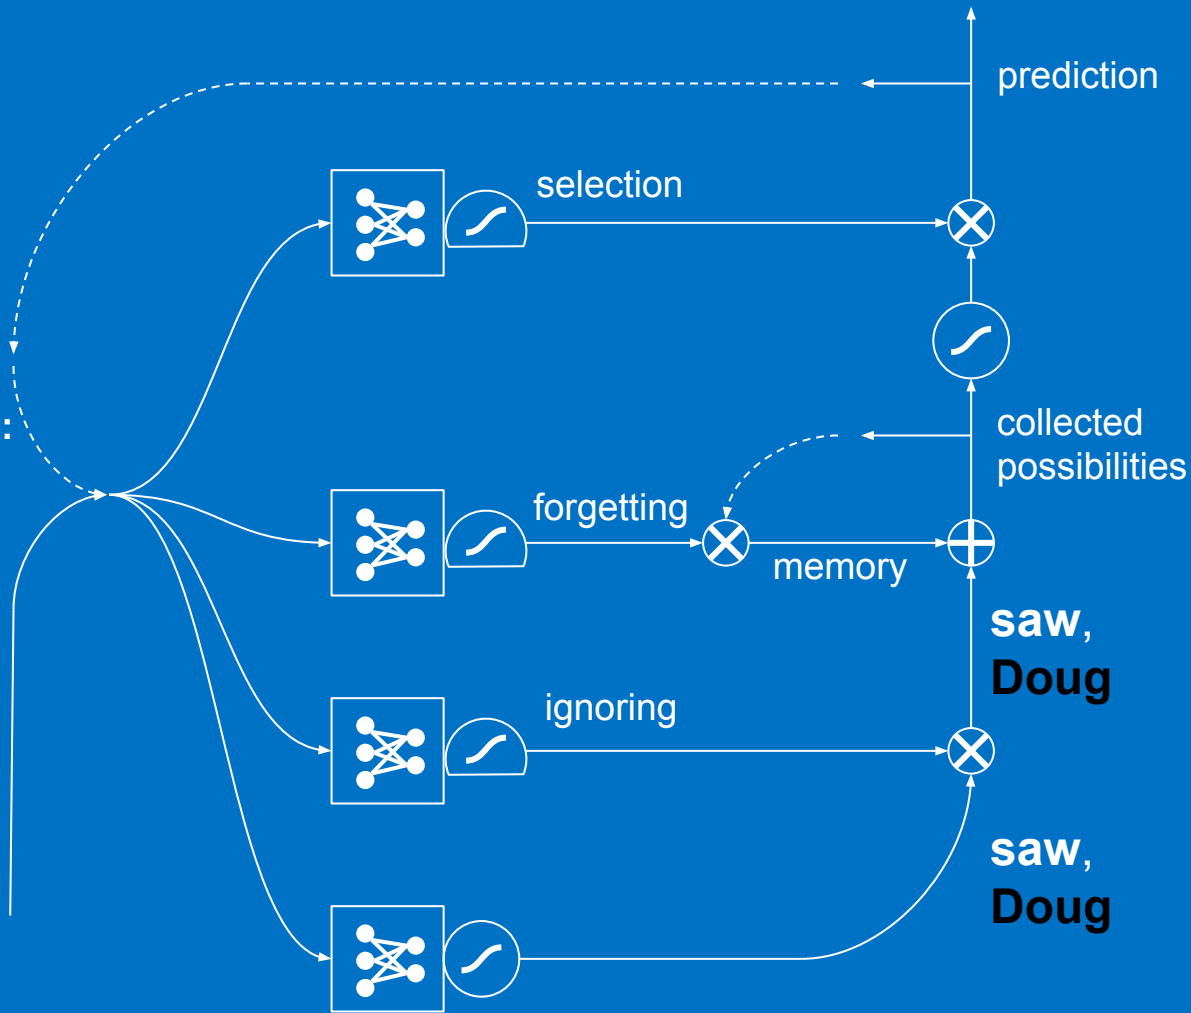 prediction
selection
:
collected
possibilities
forgetting
memory
saw,
Doug
ignoring
saw,
Doug